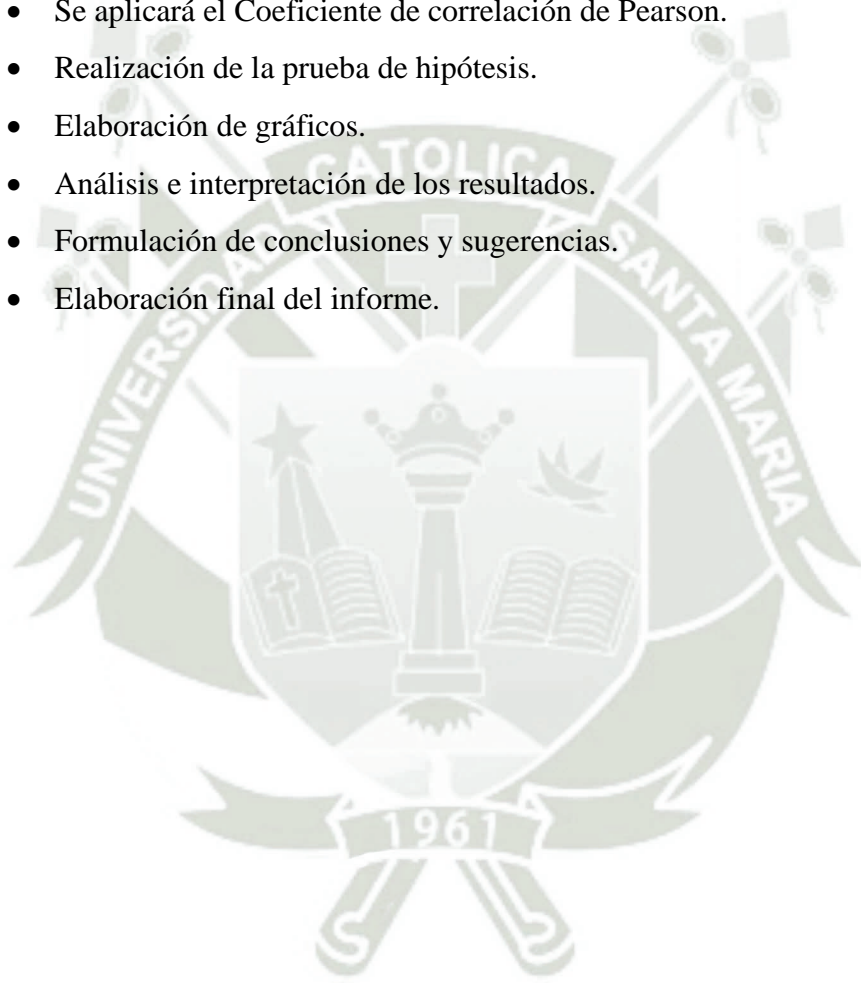 • Se aplicará el Coeficiente de correlación de Pearson.
• Realización de la prueba de hipótesis.
• Elaboración de gráficos.
• Análisis e interpretación de los resultados.
• Formulación de conclusiones y sugerencias.
• Elaboración final del informe.
UNIVERSIDAD CATOLICA SANTA MARIA
1961